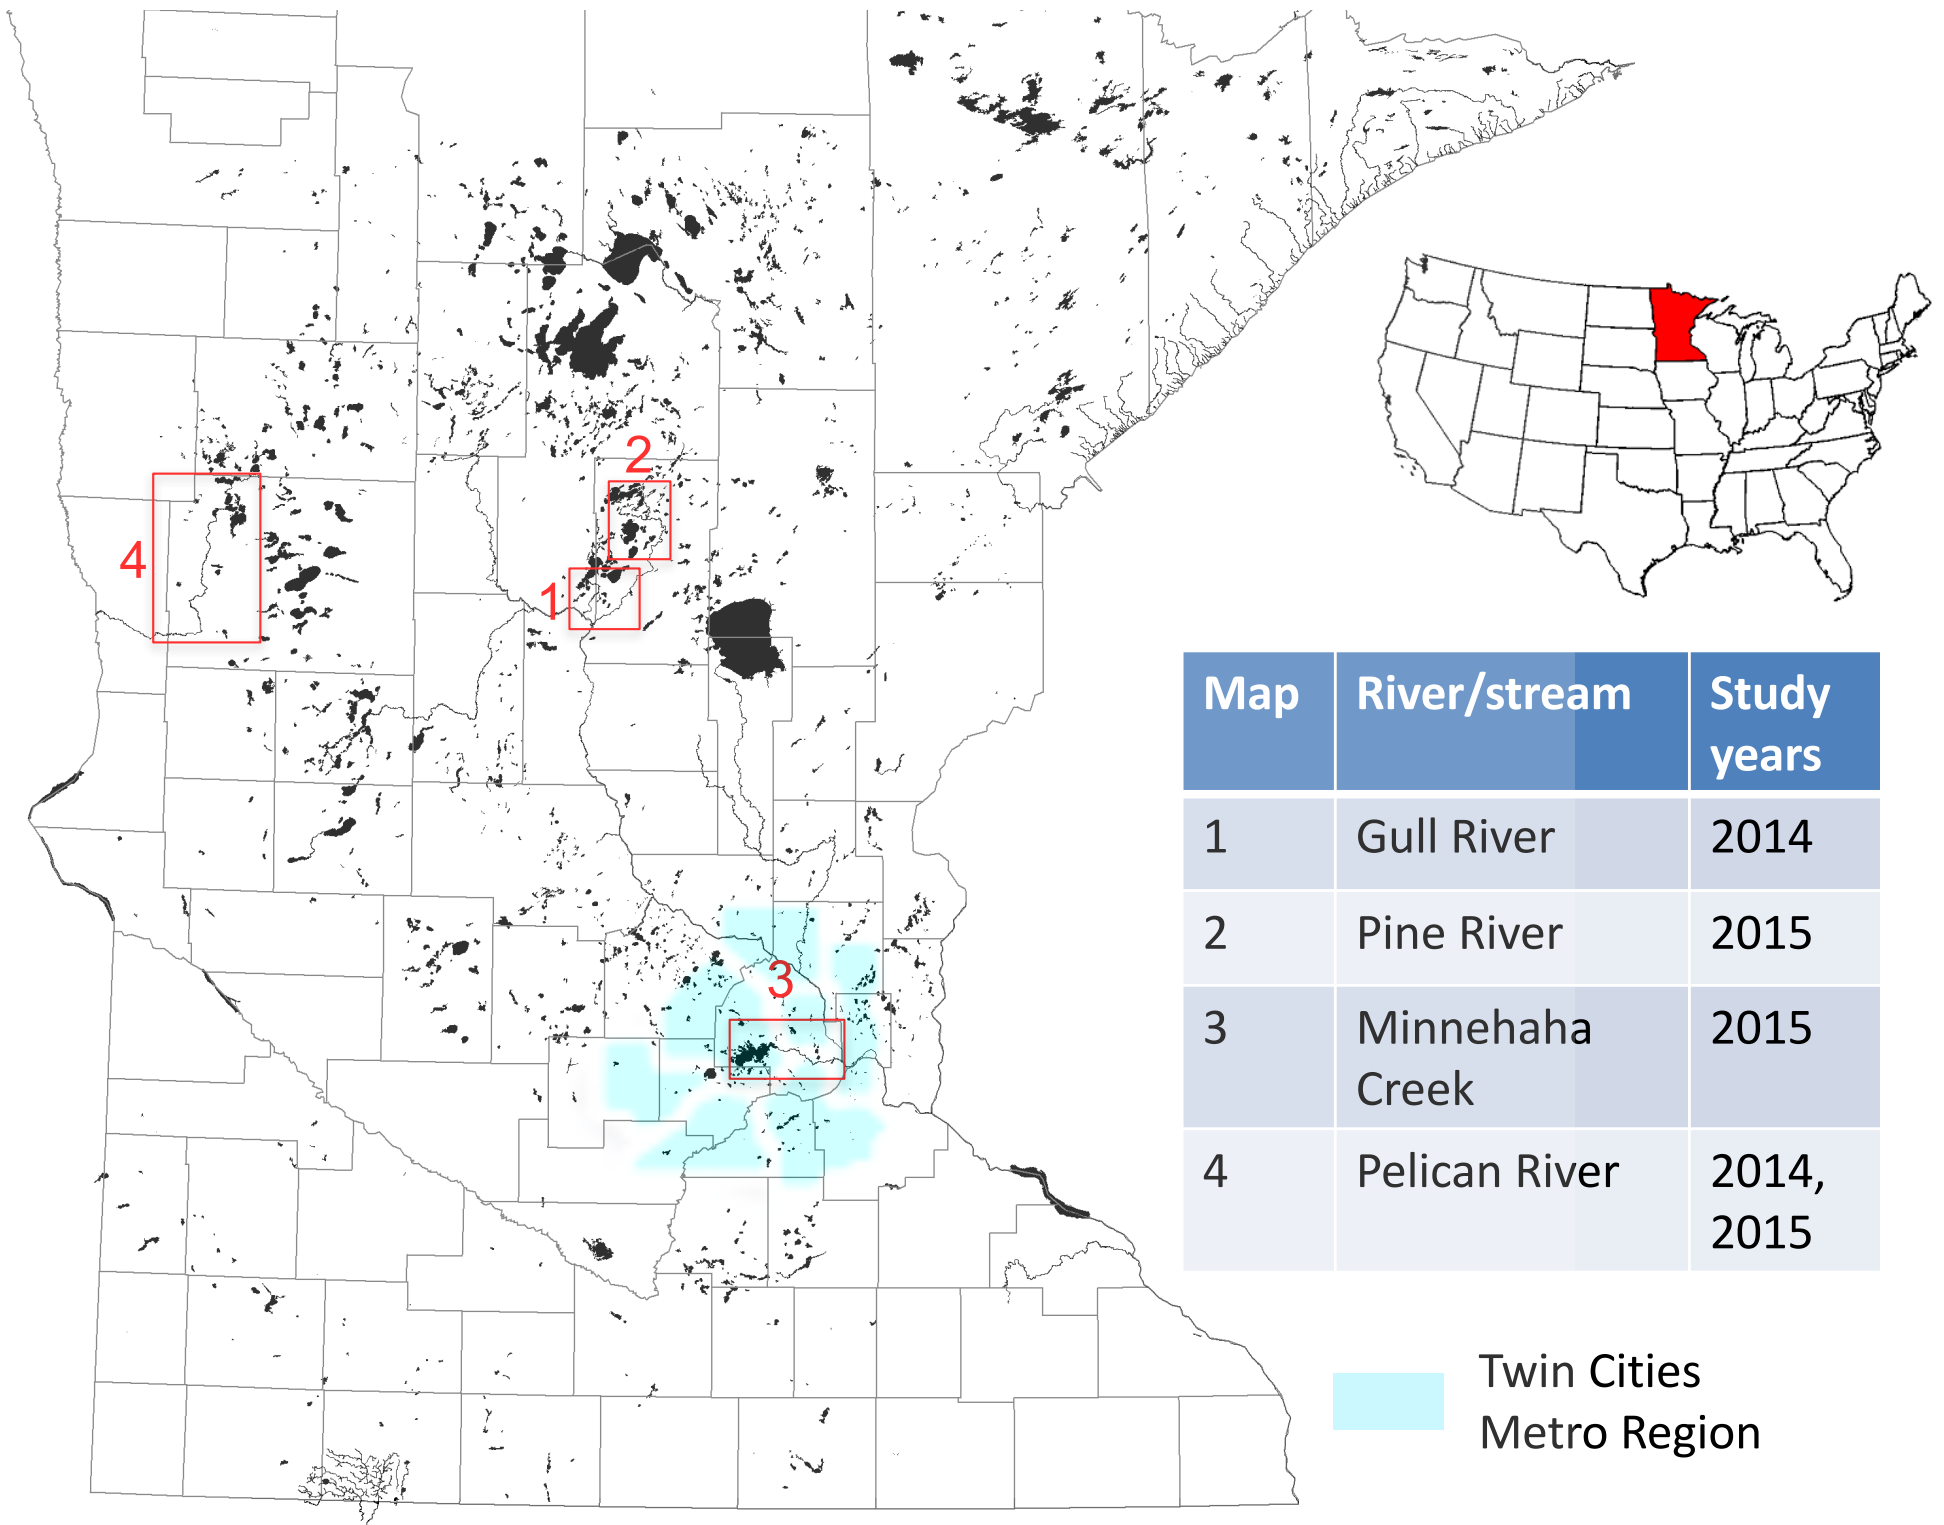 2
4
1
3
Map River/stream Study
years
1 Gull River 2014
2 Pine River 2015
3 Minnehaha 2015
Creek
4 Pelican River 2014,
2015
Twin Cities
Metro Region